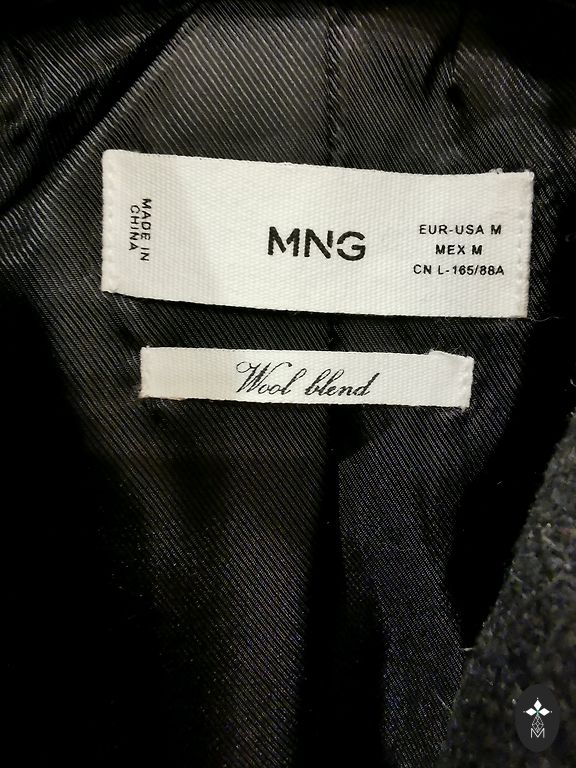 MADE IN
CHINA
MNG
EUR-USA M
MEX M
CN L-165/88A
Wool blend
M